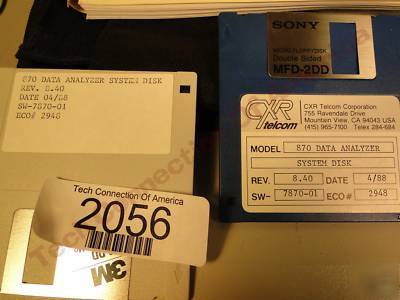 870 DATA ANALYZER SYSTEM DISK
REV. 8.40
DATE 04/88
SW-7870-01
ECO# 2948
Tech Connection Of America
2056
3M
SONY
MICRO FLOPPYDISK
Double Sided
MFD-2DD
CXR
telcom
CXR Telcom Corporation
755 Ravendale Drive
Mountain View, CA 94043 USA
(415) 965-7100 Telex 284-684
MODEL 870 DATA ANALYZER
SYSTEM DISK
REV. 8.40 DATE 4/88
SW- 7870-01 ECO# 2948